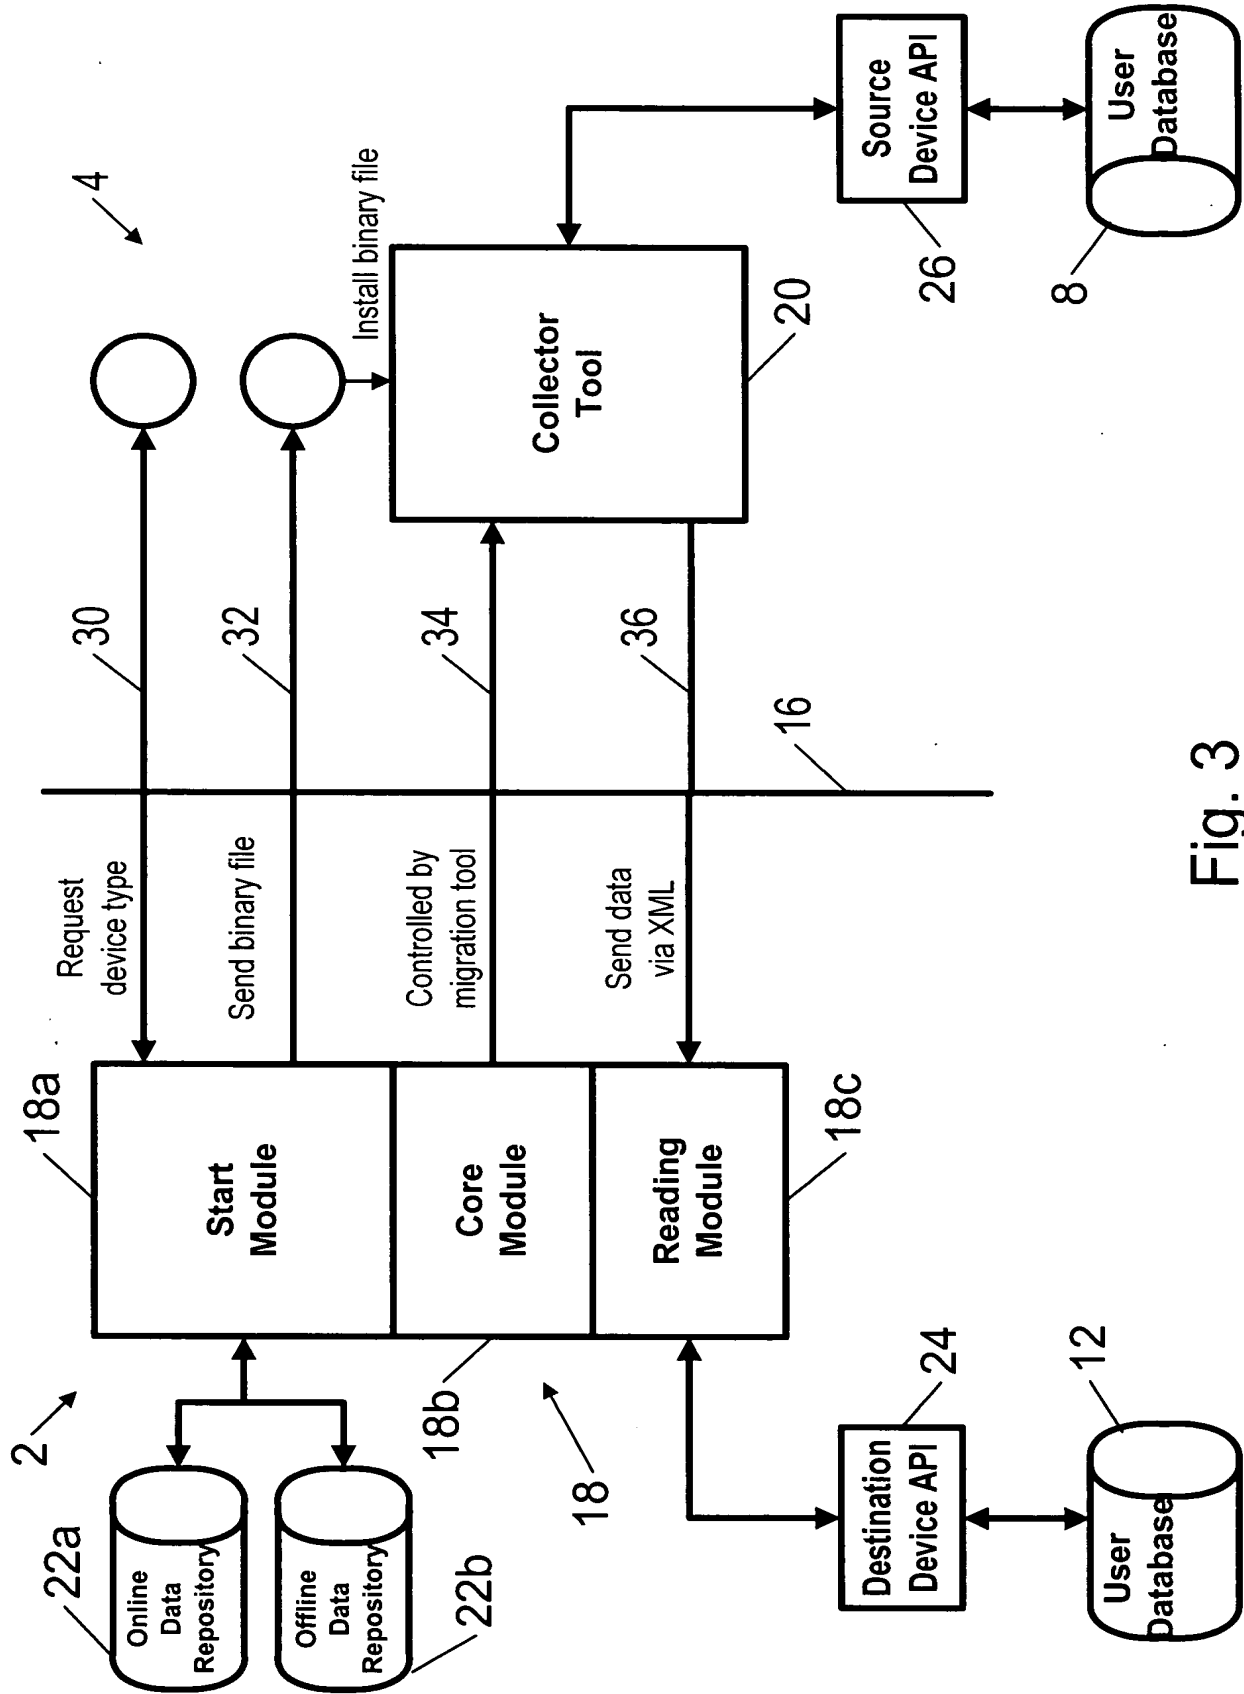 2
4
22a
Online
Data
Repository
Offline
Data
Repository
22b
18a
Start
Module
Core
Module
18b
Reading
Module
18c
18
Request
device type
30
Send binary file
32
Controlled by
migration tool
34
Send data
via XML
36
16
Install binary file
Collector
Tool
20
Destination
Device API
24
User
Database
12
Source
Device API
26
User
Database
8
Fig. 3